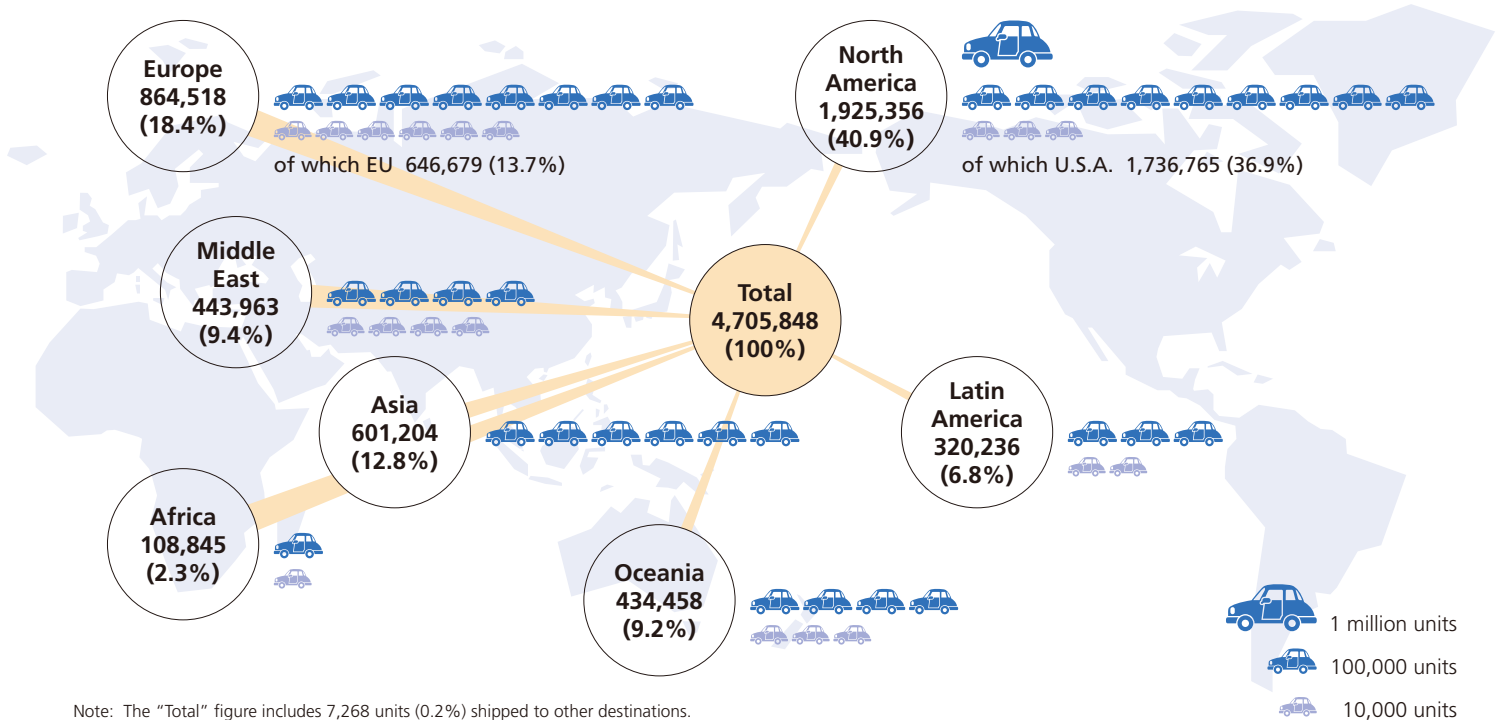 Europe
864,518
(18.4%)
of which EU 646,679 (13.7%)
North
America
1,925,356
(40.9%)
of which U.S.A. 1,736,765 (36.9%)
Middle
East
443,963
(9.4%)
Total
4,705,848
(100%)
Asia
601,204
(12.8%)
Latin
America
320,236
(6.8%)
Africa
108,845
(2.3%)
Oceania
434,458
(9.2%)
1 million units
100,000 units
10,000 units
Note: The “Total” figure includes 7,268 units (0.2%) shipped to other destinations.